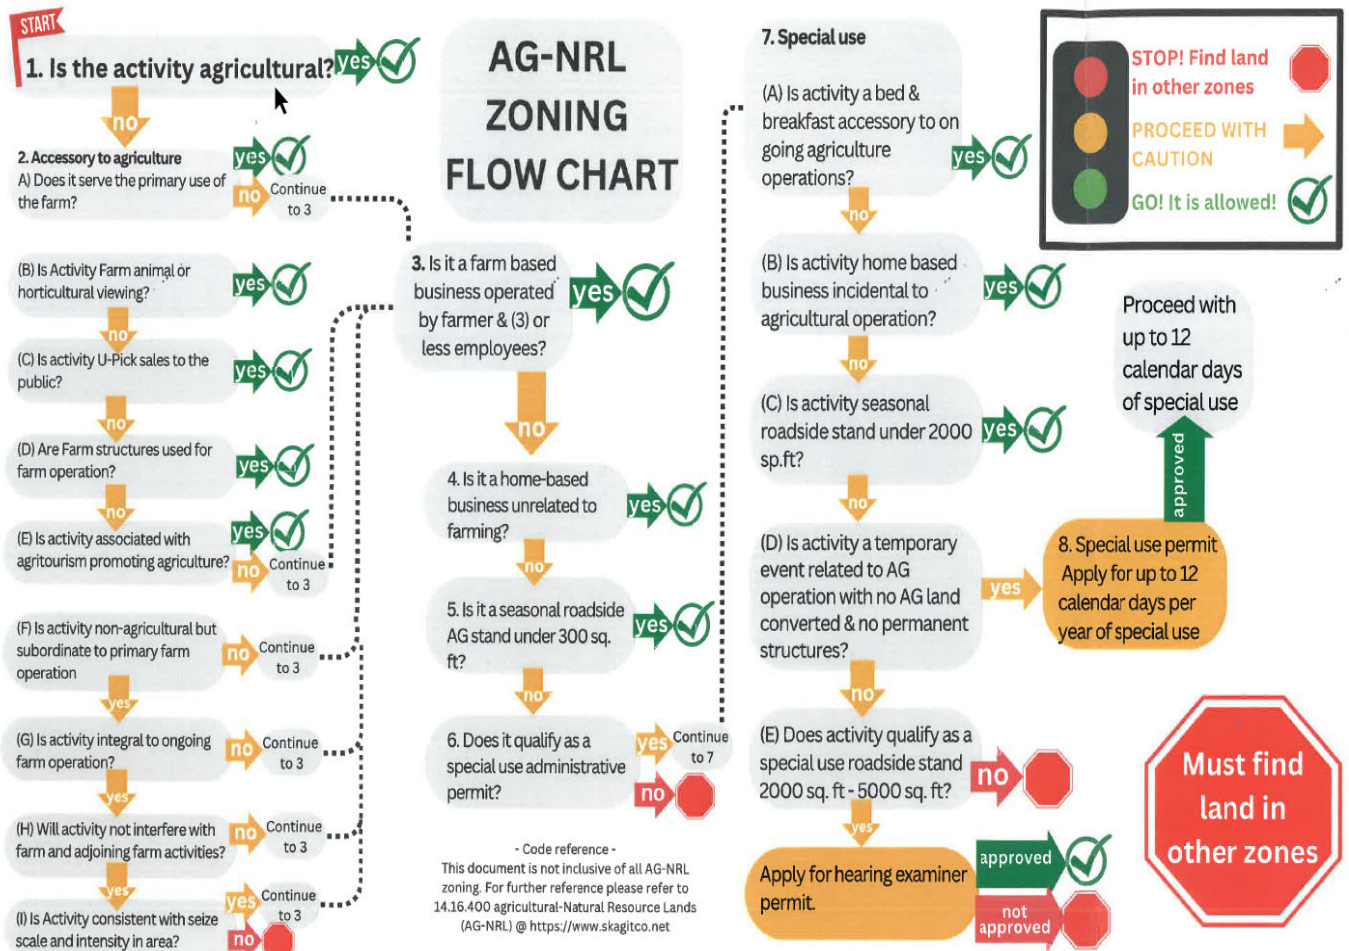 START
1. Is the activity agricultural?
yes
no
2. Accessory to agriculture
A) Does it serve the primary use of
the farm?
yes
no
Continue
to 3
(B) Is Activity Farm animal or
horticultural viewing?
yes
no
(C) Is activity U-Pick sales to the
public?
yes
no
(D) Are Farm structures used for
farm operation?
yes
no
(E) Is activity associated with
agritourism promoting agriculture?
yes
no
Continue
to 3
(F) Is activity non-agricultural but
subordinate to primary farm
operation
no
Continue
to 3
yes
(G) Is activity integral to ongoing
farm operation?
no
Continue
to 3
yes
(H) Will activity not interfere with
farm and adjoining farm activities?
no
Continue
to 3
yes
(I) Is Activity consistent with seize
scale and intensity in area?
yes
Continue
to 3
no
AG-NRL
ZONING
FLOW CHART
3. Is it a farm based
business operated
by farmer & (3) or
less employees?
yes
no
4. Is it a home-based
business unrelated to
farming?
yes
no
5. Is it a seasonal roadside
AG stand under 300 sq.
ft?
yes
no
6. Does it qualify as a
special use administrative
permit?
yes
Continue
to 7
no
- Code reference -
This document is not inclusive of all AG-NRL
zoning. For further reference please refer to
14.16.400 agricultural-Natural Resource Lands
(AG-NRL) @ https://www.skagitco.net
7. Special use
(A) Is activity a bed &
breakfast accessory to on
going agriculture
operations?
yes
no
(B) Is activity home based
business incidental to
agricultural operation?
yes
no
(C) Is activity seasonal
roadside stand under 2000
sp.ft?
yes
no
(D) Is activity a temporary
event related to AG
operation with no AG land
converted & no permanent
structures?
yes
no
(E) Does activity qualify as a
special use roadside stand
2000 sq. ft - 5000 sq. ft?
no
yes
Apply for hearing examiner
permit.
approved
not
approved
STOP! Find land
in other zones
PROCEED WITH
CAUTION
GO! It is allowed!
Proceed with
up to 12
calendar days
of special use
approved
8. Special use permit
Apply for up to 12
calendar days per
year of special use
Must find
land in
other zones